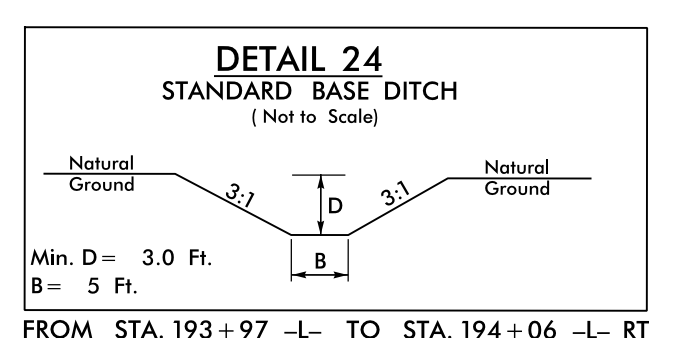 DETAIL 24
STANDARD BASE DITCH
( Not to Scale)
Natural
Ground
3:1
D
3:1
Natural
Ground
B
Min. D= 3.0 Ft.
B= 5 Ft.
FROM STA. 193+97 -L- TO STA. 194+06 -L- RT